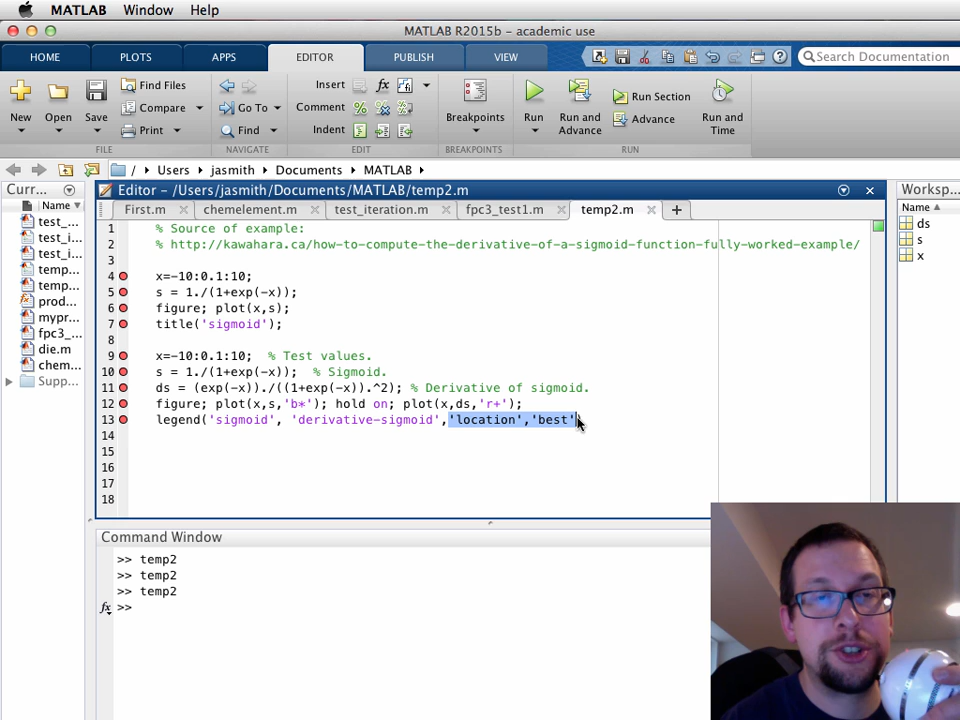 MATLAB Window Help
MATLAB R2015b - academic use
HOME PLOTS APPS EDITOR PUBLISH VIEW Search Documentation
New Open Save Find Files Compare Print
Go To Find
Insert fx Comment Indent
Breakpoints Run Run and Advance Run Section Advance Run and Time
FILE NAVIGATE EDIT BREAKPOINTS RUN
/ Users jasmith Documents MATLAB
Curr...
Name
test_...
test_i...
test_i...
temp...
temp...
prod...
mypr...
fpc3_...
die.m
chem...
Supp...
Editor - /Users/jasmith/Documents/MATLAB/temp2.m
First.m chemelement.m test_iteration.m fpc3_test1.m temp2.m
1 % Source of example:
2 % http://kawahara.ca/how-to-compute-the-derivative-of-a-sigmoid-function-fully-worked-example/
3
4 x=-10:0.1:10;
5 s = 1./(1+exp(-x));
6 figure; plot(x,s);
7 title('sigmoid');
8
9 x=-10:0.1:10; % Test values.
10 s = 1./(1+exp(-x)); % Sigmoid.
11 ds = (exp(-x))./((1+exp(-x)).^2); % Derivative of sigmoid.
12 figure; plot(x,s,'b*'); hold on; plot(x,ds,'r+');
13 legend('sigmoid', 'derivative-sigmoid','location','best'
14
15
16
17
18
Worksp...
Name
ds
s
x
Command Window
>> temp2
>> temp2
>> temp2
fx >>